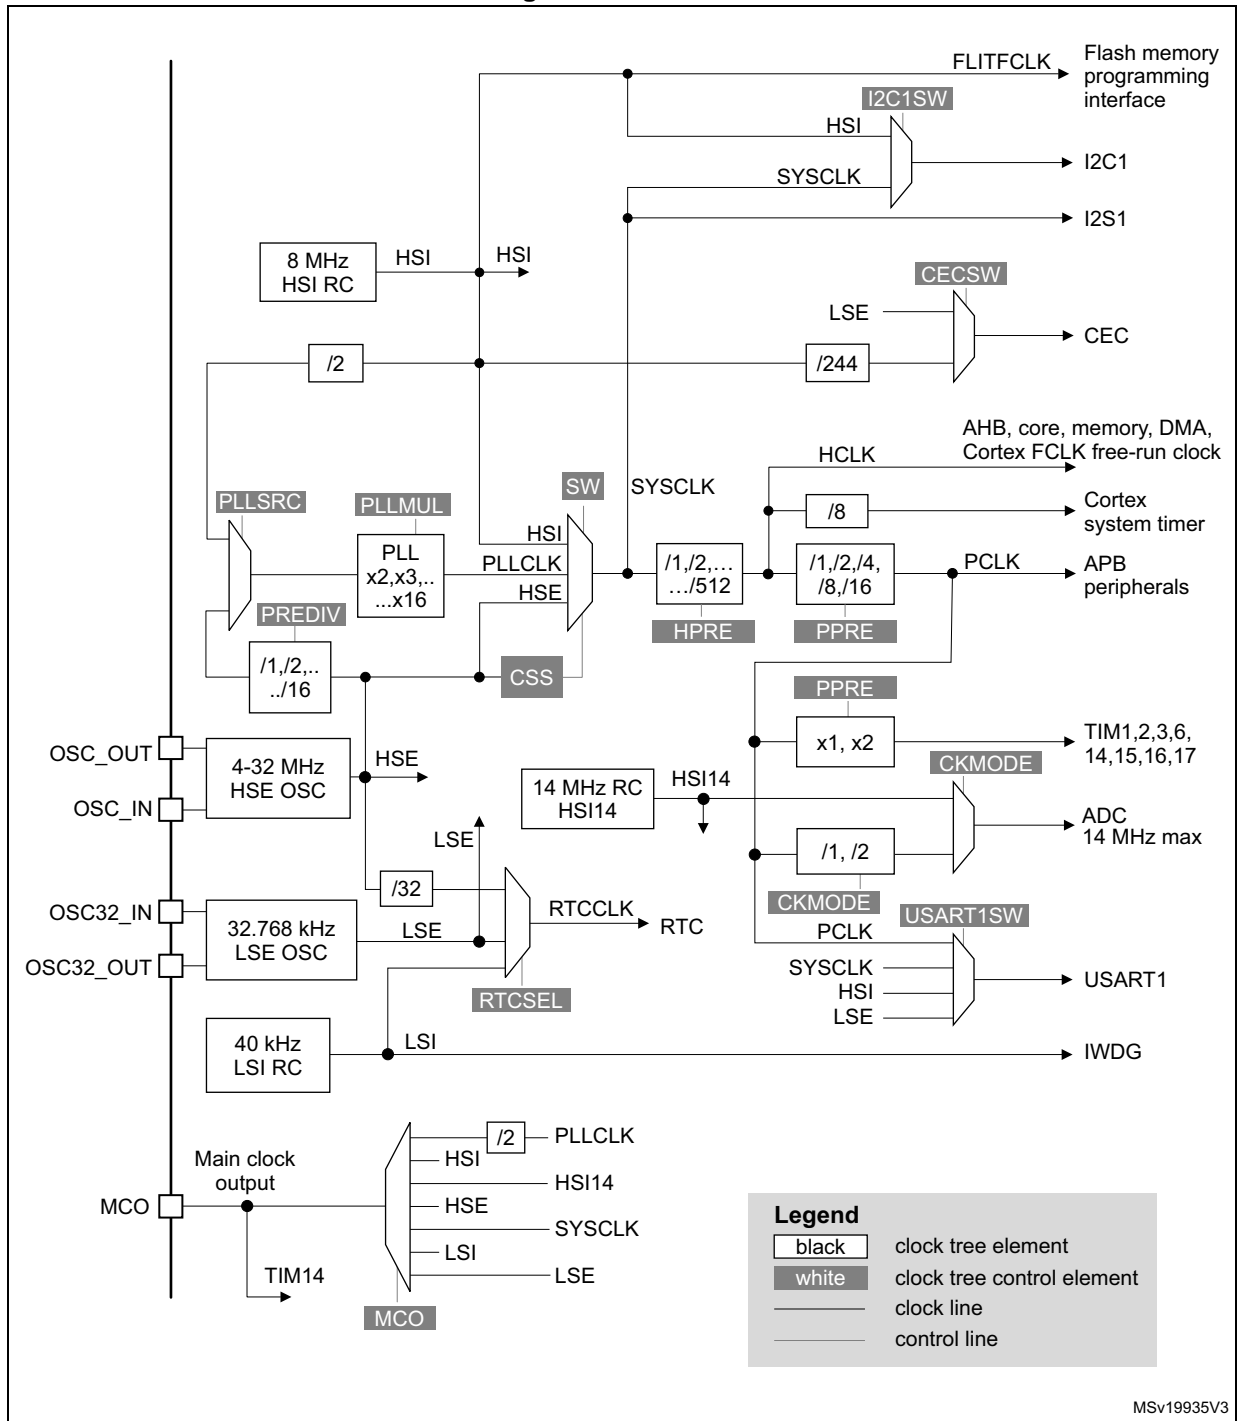 FLITFCLK
Flash memory
programming
interface
I2C1SW
HSI
I2C1
SYSCLK
I2S1
8 MHz
HSI RC
HSI
HSI
CECSW
LSE
CEC
/2
/244
AHB, core, memory, DMA,
Cortex FCLK free-run clock
HCLK
PLLSRC
PLLMUL
SW
SYSCLK
/8
Cortex
system timer
HSI
PLL
x2,x3,..
...x16
PLLCLK
HSE
/1,/2,…
…/512
/1,/2,/4,
/8,/16
PCLK
APB
peripherals
PREDIV
HPRE
PPRE
/1,/2,..
../16
CSS
PPRE
OSC_OUT
4-32 MHz
HSE OSC
HSE
x1, x2
TIM1,2,3,6,
14,15,16,17
OSC_IN
14 MHz RC
HSI14
HSI14
CKMODE
ADC
14 MHz max
LSE
/1, /2
/32
CKMODE
OSC32_IN
32.768 kHz
LSE OSC
LSE
RTCCLK
RTC
USART1SW
PCLK
OSC32_OUT
SYSCLK
HSI
LSE
USART1
RTCSEL
40 kHz
LSI RC
LSI
IWDG
/2
PLLCLK
HSI
Main clock
output
HSI14
MCO
HSE
SYSCLK
LSI
TIM14
LSE
MCO
Legend
black
clock tree element
white
clock tree control element
clock line
control line
MSv19935V3